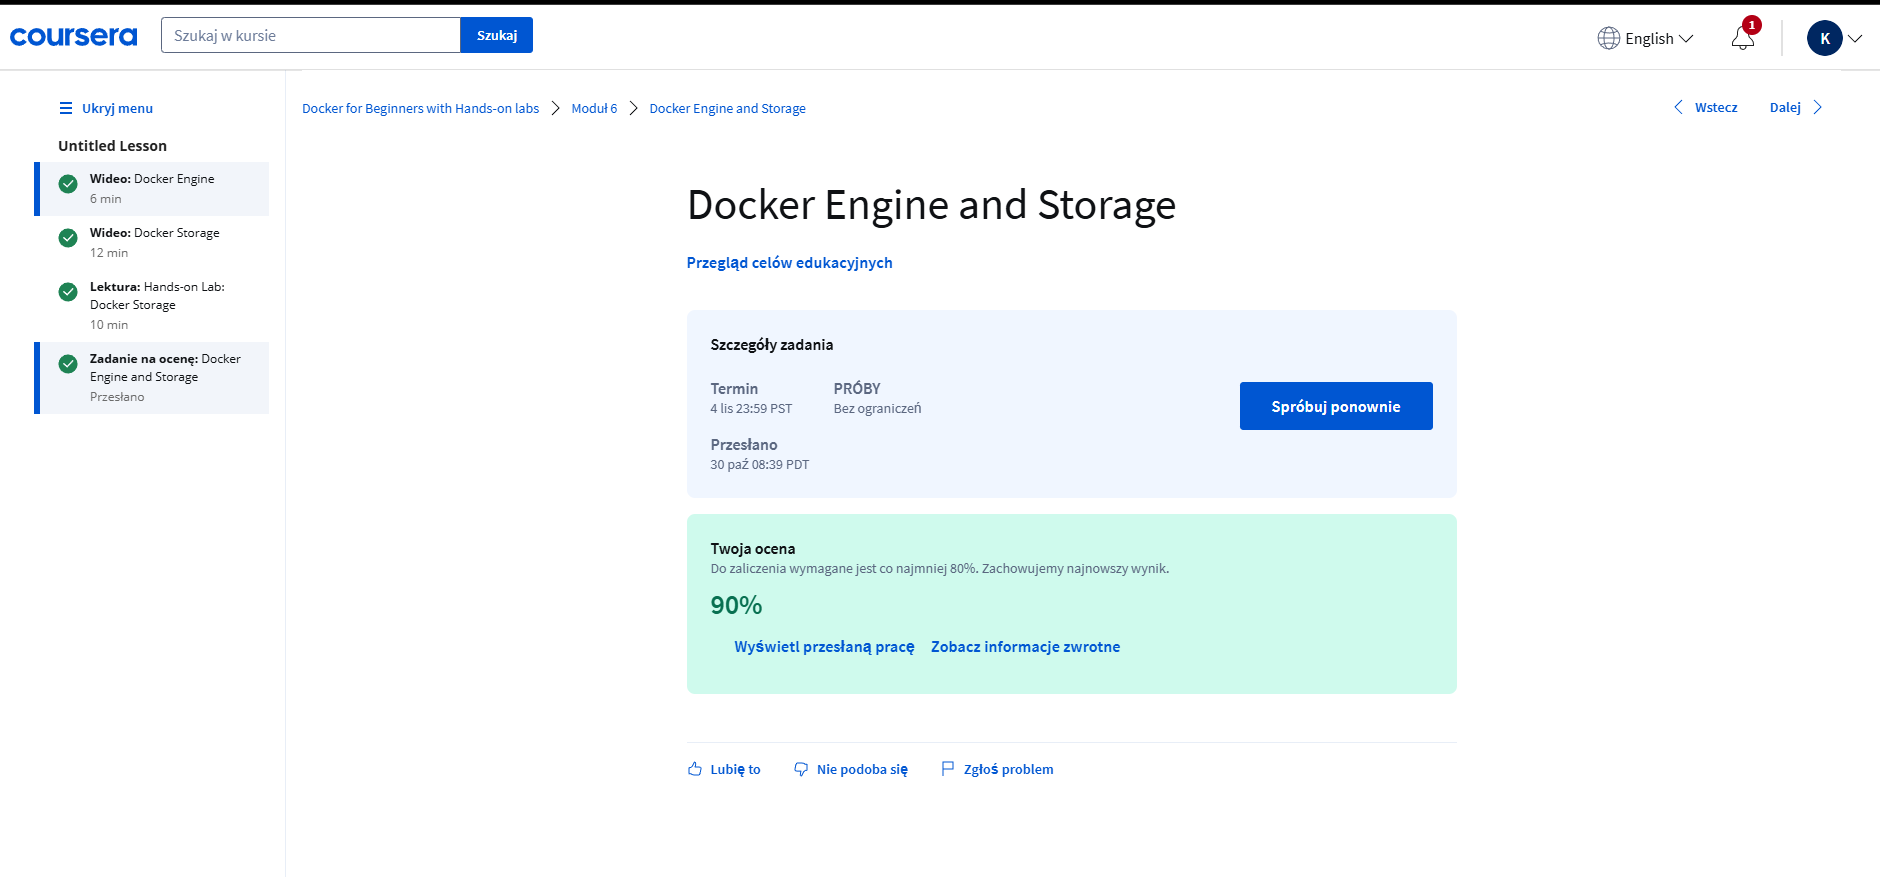 coursera
Szukaj w kursie
Szukaj
English
1
K
Ukryj menu
Untitled Lesson
Wideo: Docker Engine
6 min
Wideo: Docker Storage
12 min
Lektura: Hands-on Lab:
Docker Storage
10 min
Zadanie na ocenę: Docker
Engine and Storage
Przesłano
Docker for Beginners with Hands-on labs
Moduł 6
Docker Engine and Storage
Wstecz
Dalej
Docker Engine and Storage
Przegląd celów edukacyjnych
Szczegóły zadania
Termin
4 lis 23:59 PST
PRÓBY
Bez ograniczeń
Przesłano
30 paź 08:39 PDT
Spróbuj ponownie
Twoja ocena
Do zaliczenia wymagane jest co najmniej 80%. Zachowujemy najnowszy wynik.
90%
Wyświetl przesłaną pracę
Zobacz informacje zwrotne
Lubię to
Nie podoba się
Zgłoś problem